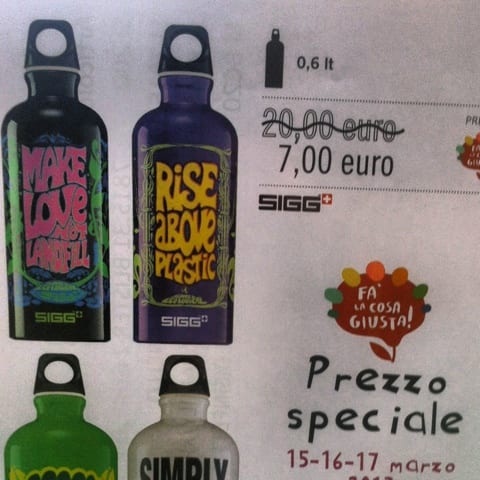 MAKE
LOVE
NOT
LANDFILL
SIGG
RISE
ABOVE
PLASTIC
SIGG
SIMPLY
0,6 lt
20,00 euro
7,00 euro
SIGG
FA'
LA COSA
GIUSTA!
Prezzo
speciale
15-16-17 marzo